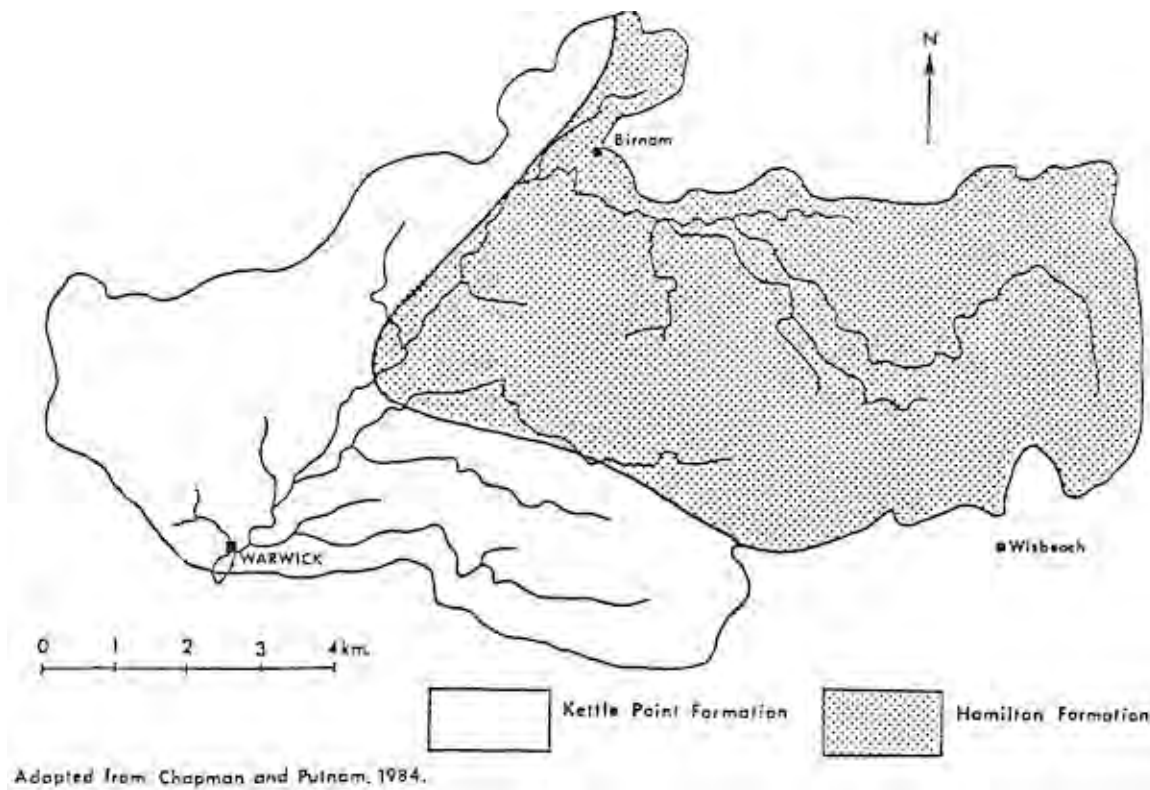 N
Birnam
WARWICK
Wisbeach
0 1 2 3 4 km.
Kettle Point Formation
Hamilton Formation
Adapted from Chapman and Putnam, 1984.